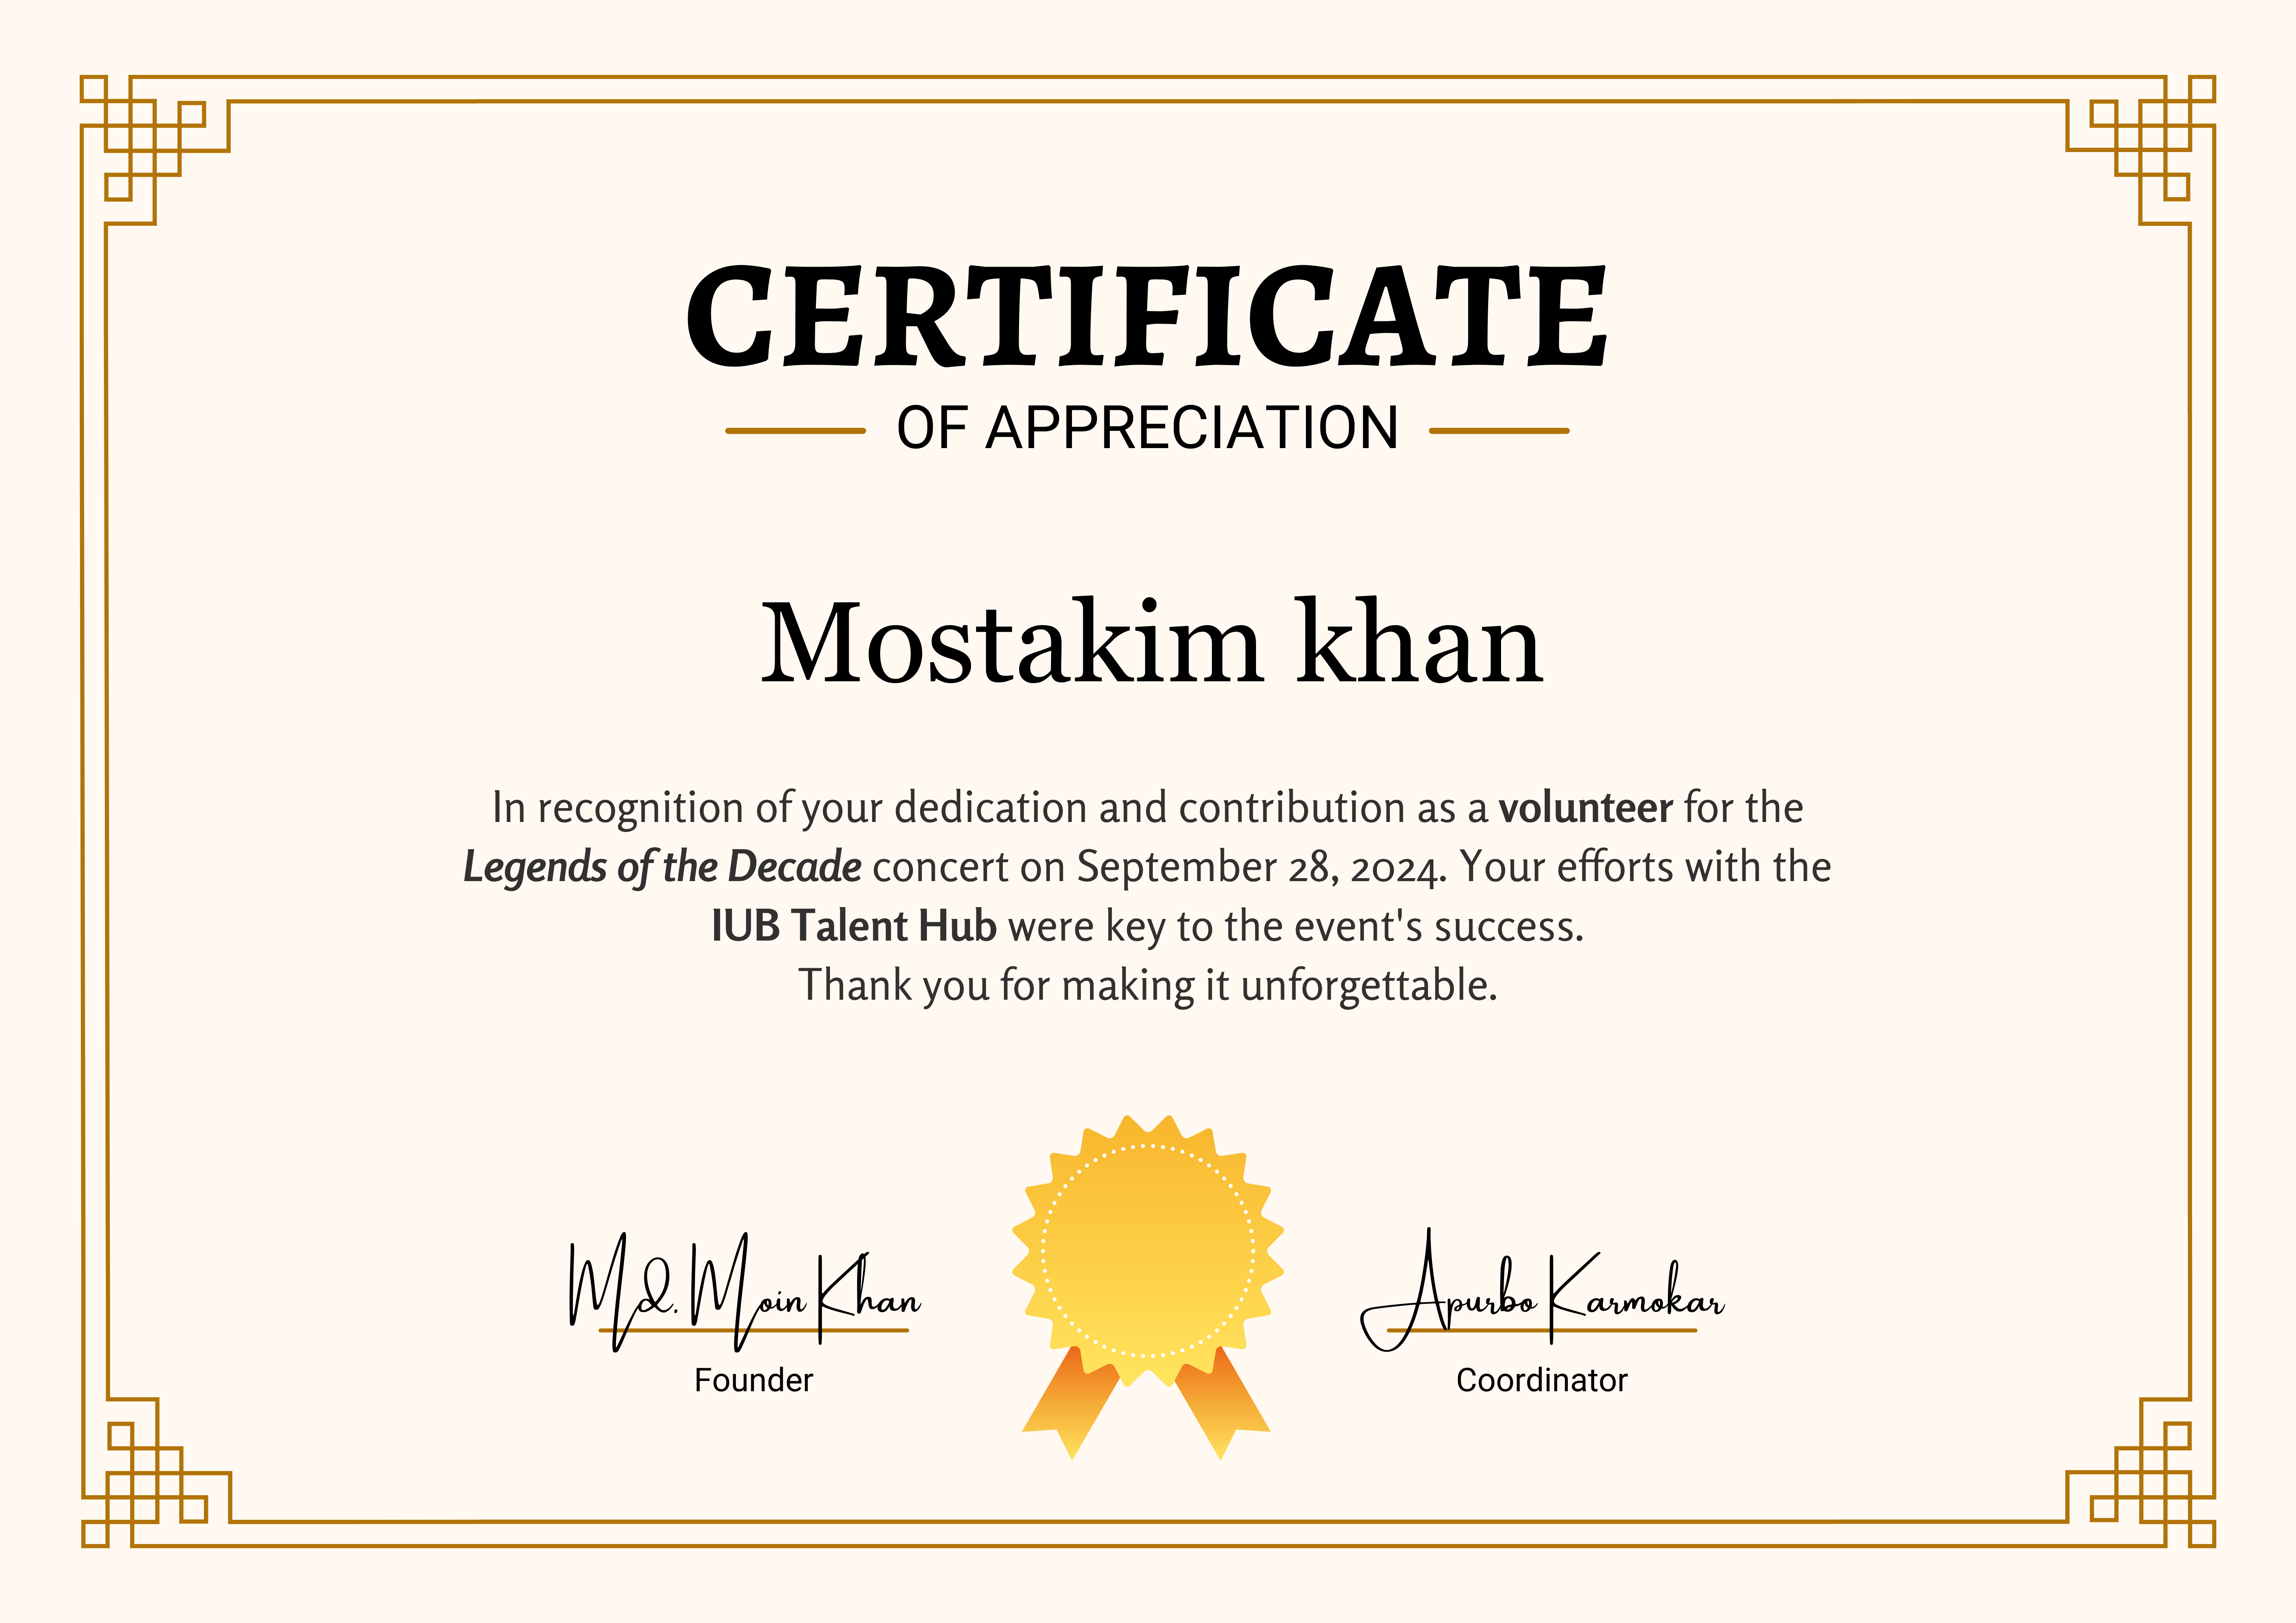 CERTIFICATE
OF APPRECIATION
Mostakim khan
In recognition of your dedication and contribution as a volunteer for the
Legends of the Decade concert on September 28, 2024. Your efforts with the
IUB Talent Hub were key to the event's success.
Thank you for making it unforgettable.
Md. Moin Khan
Founder
Apurbo Karmokar
Coordinator